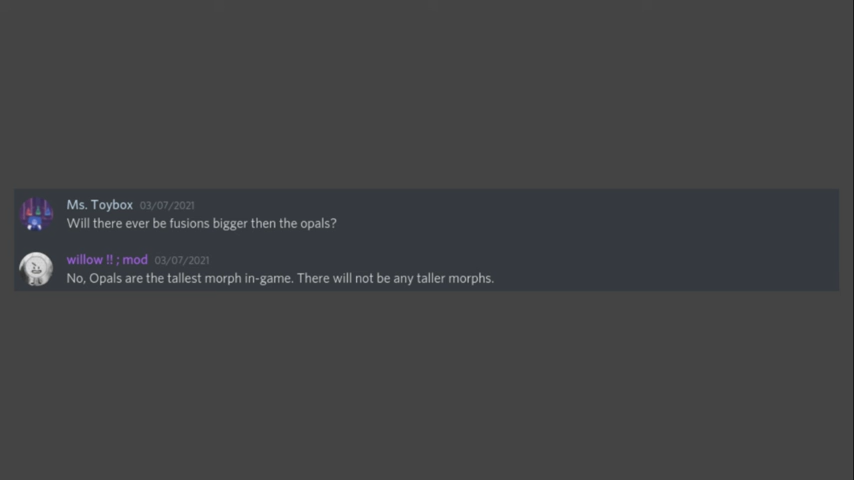 Ms. Toybox 03/07/2021
Will there ever be fusions bigger then the opals?
willow !! ; mod 03/07/2021
No, Opals are the tallest morph in-game. There will not be any taller morphs.